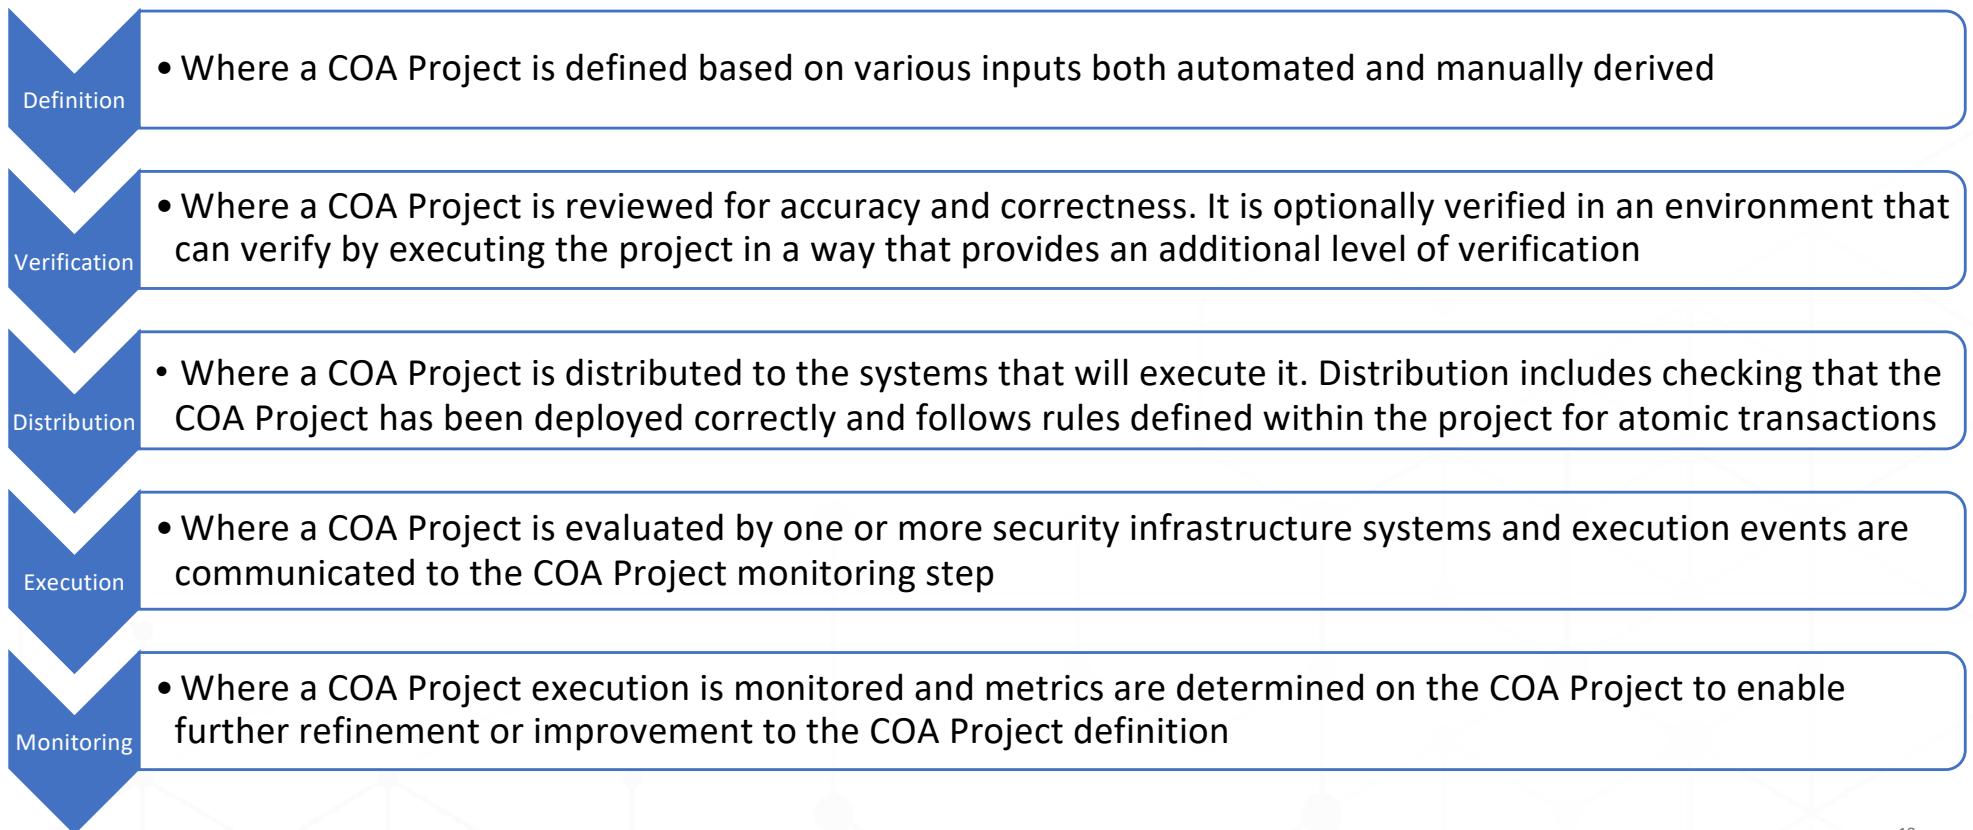 Definition
• Where a COA Project is defined based on various inputs both automated and manually derived
Verification
• Where a COA Project is reviewed for accuracy and correctness. It is optionally verified in an environment that
can verify by executing the project in a way that provides an additional level of verification
Distribution
• Where a COA Project is distributed to the systems that will execute it. Distribution includes checking that the
COA Project has been deployed correctly and follows rules defined within the project for atomic transactions
Execution
• Where a COA Project is evaluated by one or more security infrastructure systems and execution events are
communicated to the COA Project monitoring step
Monitoring
• Where a COA Project execution is monitored and metrics are determined on the COA Project to enable
further refinement or improvement to the COA Project definition